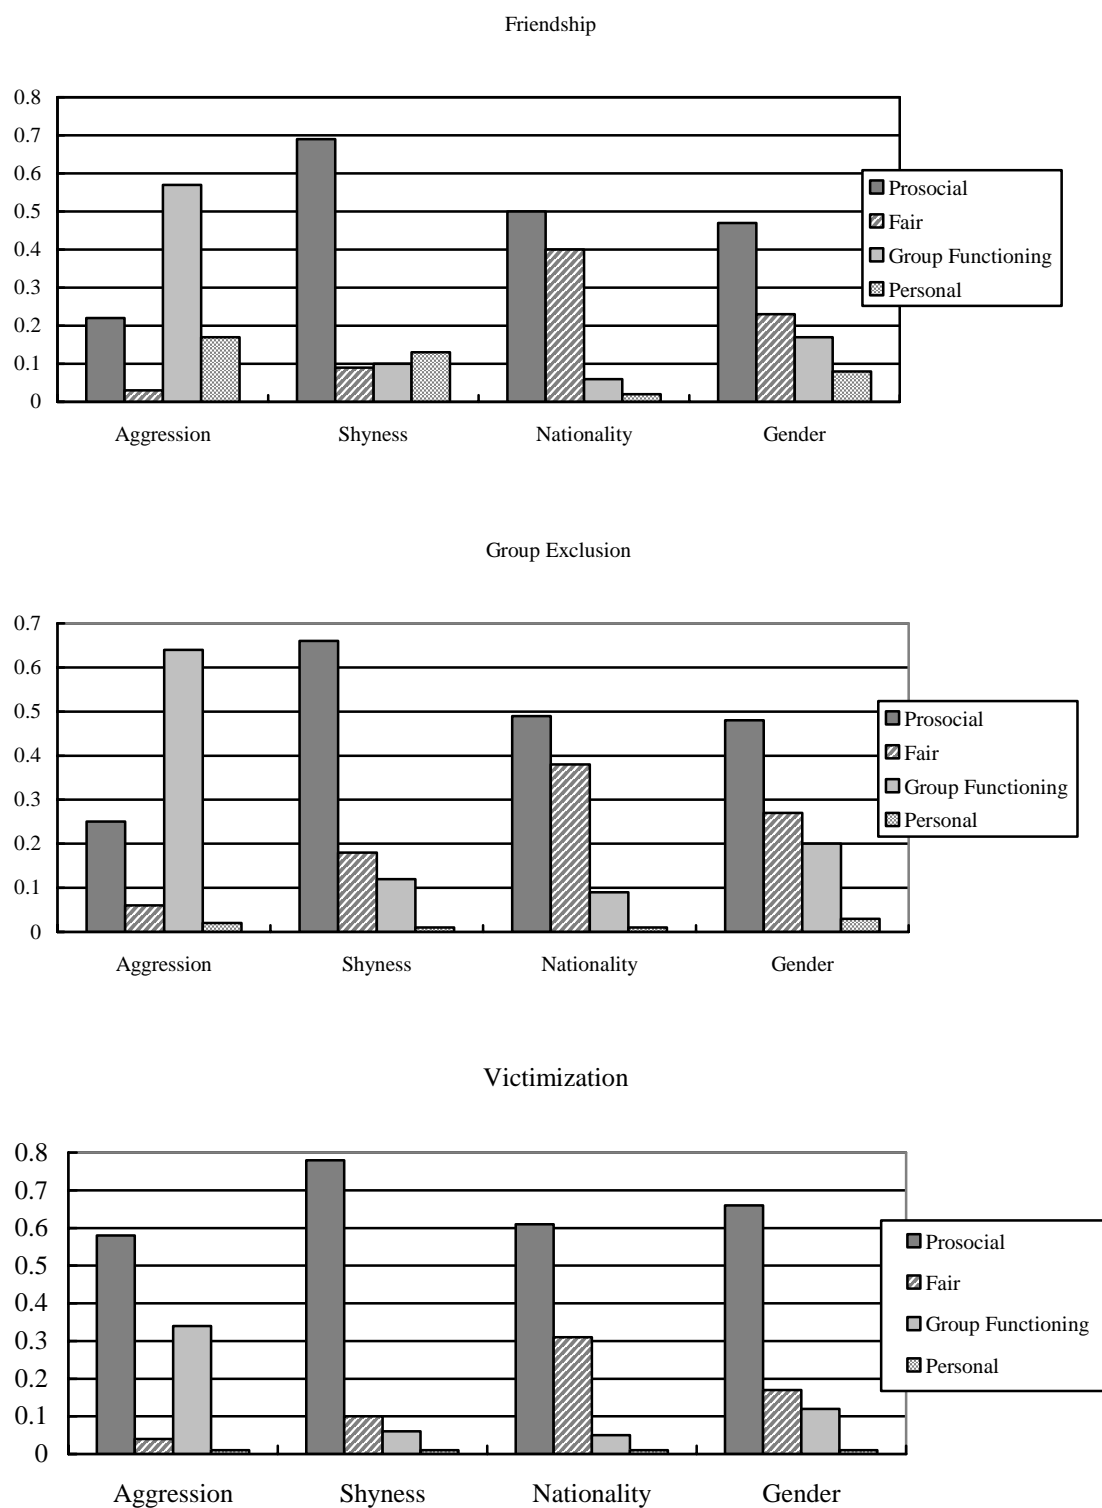 Friendship
0.8
0.7
0.6
0.5
0.4
0.3
0.2
0.1
0
Prosocial
Fair
Group Functioning
Personal
Aggression Shyness Nationality Gender
Group Exclusion
0.7
0.6
0.5
0.4
0.3
0.2
0.1
0
Prosocial
Fair
Group Functioning
Personal
Aggression Shyness Nationality Gender
Victimization
0.8
0.7
0.6
0.5
0.4
0.3
0.2
0.1
0
Prosocial
Fair
Group Functioning
Personal
Aggression Shyness Nationality Gender